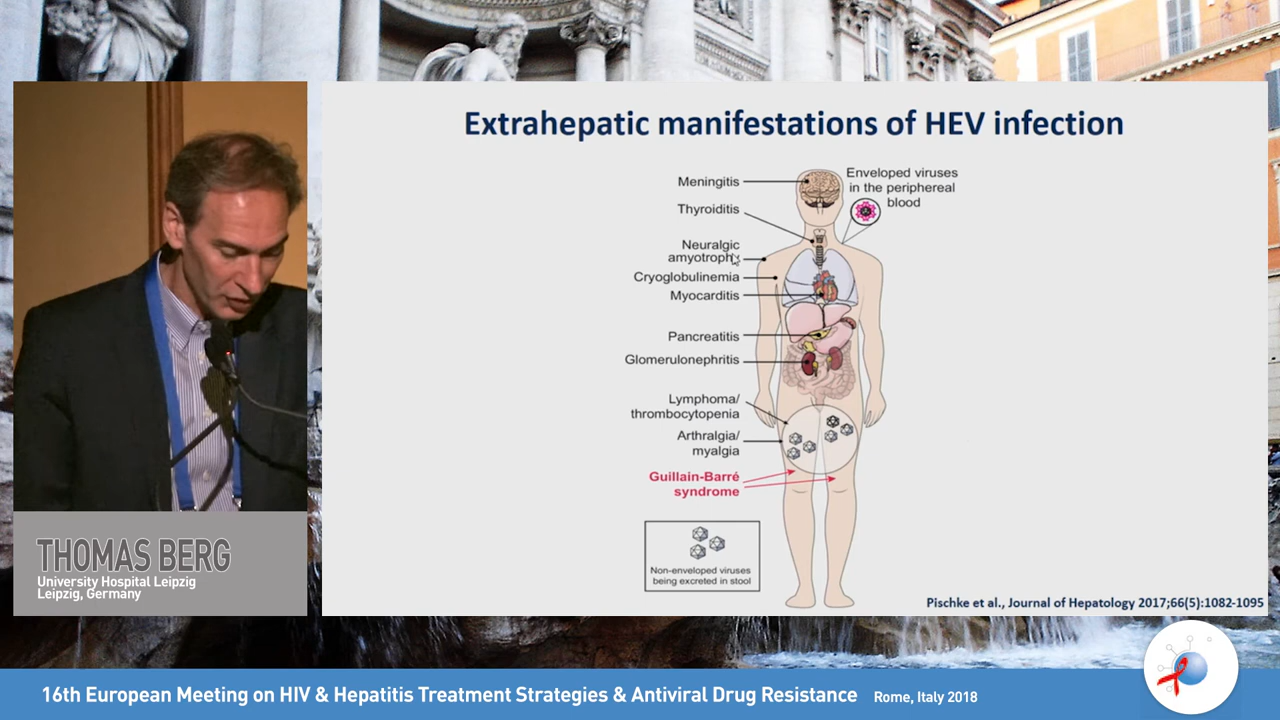 Extrahepatic manifestations of HEV infection
Meningitis
Thyroiditis
Neuralgic
amyotrophy
Cryoglobulinemia
Myocarditis
Pancreatitis
Glomerulonephritis
Lymphoma/
thrombocytopenia
Arthralgia/
myalgia
Guillain-Barré
syndrome
Enveloped viruses
in the periphereal
blood
Non-enveloped viruses
being excreted in stool
Pischke et al., Journal of Hepatology 2017;66(5):1082-1095
THOMAS BERG
University Hospital Leipzig
Leipzig, Germany
16th European Meeting on HIV & Hepatitis Treatment Strategies & Antiviral Drug Resistance Rome, Italy 2018